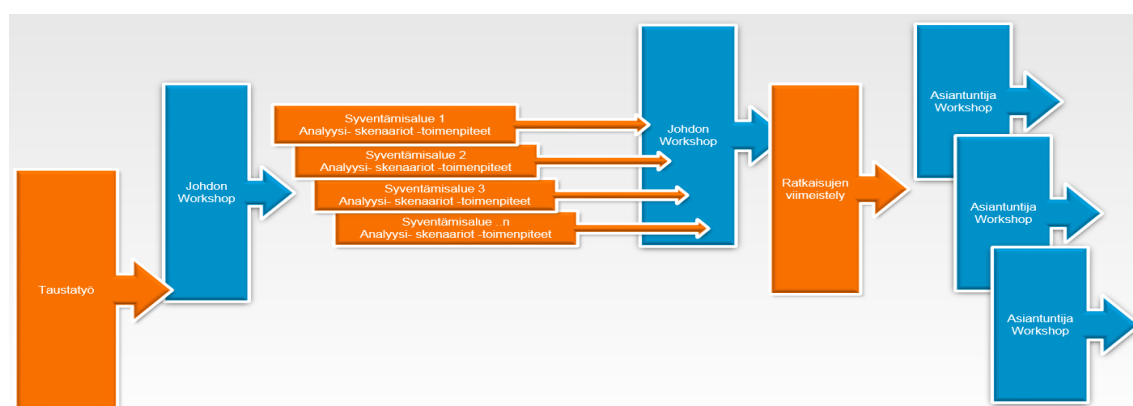 Taustatyö
Johdon
Workshop
Syventämisalue 1
Analyysi- skenaariot -toimenpiteet
Syventämisalue 2
Analyysi- skenaariot -toimenpiteet
Syventämisalue 3
Analyysi- skenaariot -toimenpiteet
Syventämisalue ..n
Analyysi- skenaariot -toimenpiteet
Johdon
Workshop
Ratkaisujen
viimeistely
Asiantuntija
Workshop
Asiantuntija
Workshop
Asiantuntija
Workshop